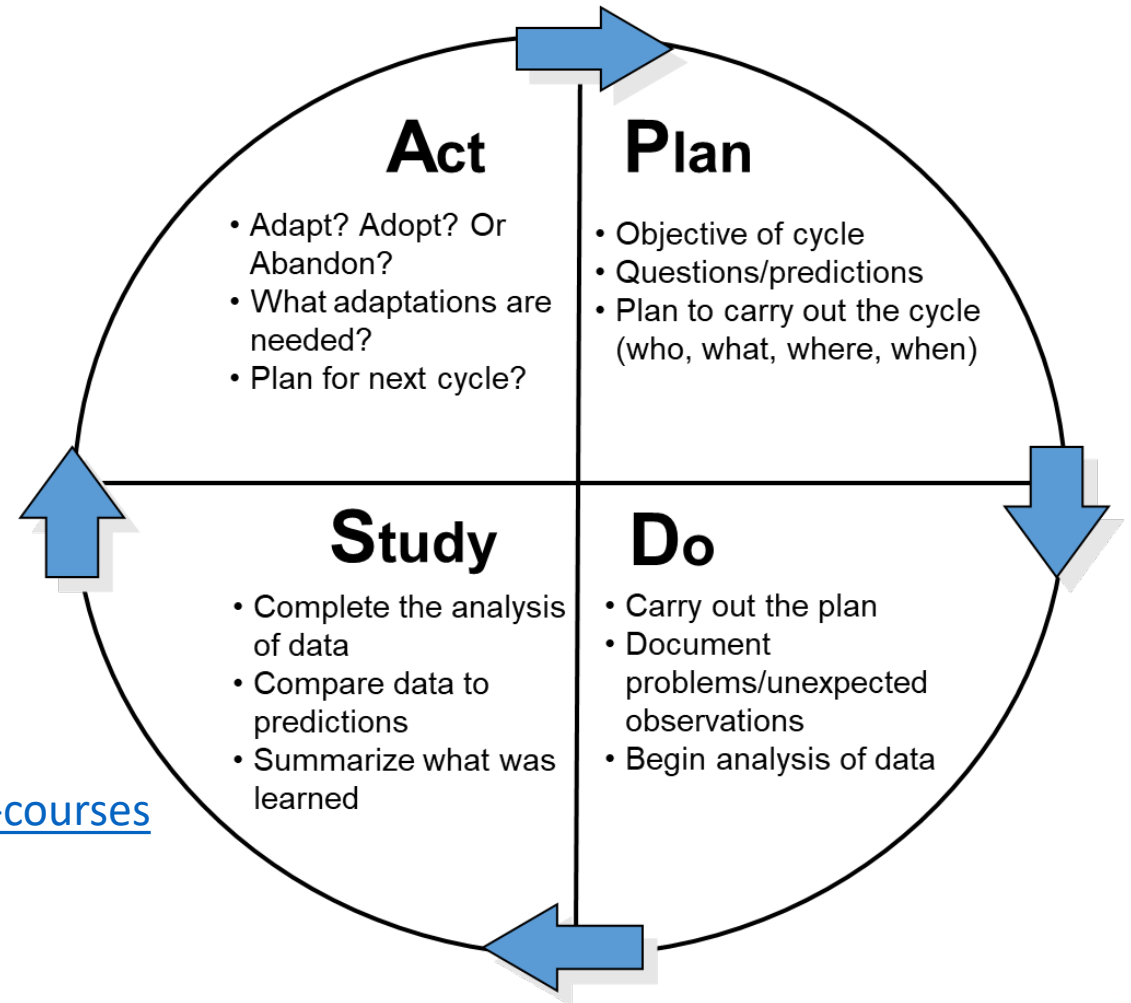 Act
• Adapt? Adopt? Or
Abandon?
• What adaptations are
needed?
• Plan for next cycle?
Plan
• Objective of cycle
• Questions/predictions
• Plan to carry out the cycle
(who, what, where, when)
Study
• Complete the analysis
of data
• Compare data to
predictions
• Summarize what was
learned
Do
• Carry out the plan
• Document
problems/unexpected
observations
• Begin analysis of data
-courses